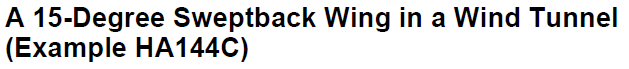 A 15-Degree Sweptback Wing in a Wind Tunnel
(Example HA144C)